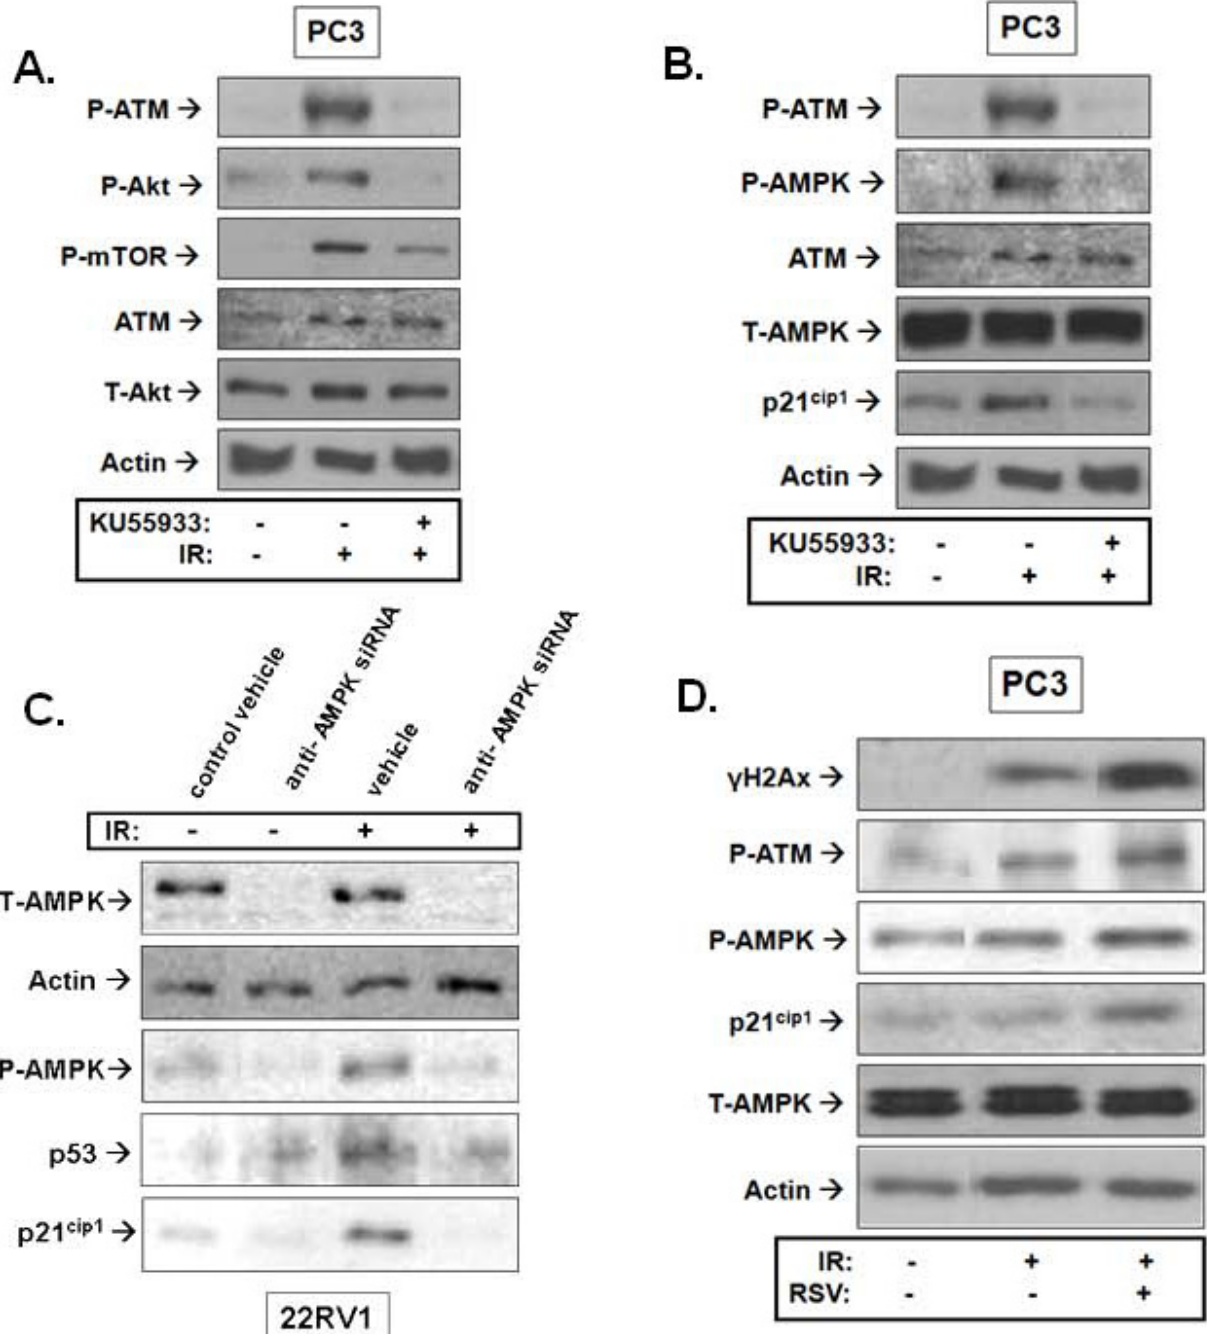 A.
PC3
P-ATM →
P-Akt →
P-mTOR →
ATM →
T-Akt →
Actin →
KU55933: - - +
IR: - + +
B.
PC3
P-ATM →
P-AMPK →
ATM →
T-AMPK →
p21cip1 →
Actin →
KU55933: - - +
IR: - + +
C.
control vehicle
anti-AMPK siRNA
vehicle
anti-AMPK siRNA
IR: - - + +
T-AMPK→
Actin →
P-AMPK→
p53 →
p21cip1 →
22RV1
D.
PC3
γH2Ax →
P-ATM →
P-AMPK →
p21cip1 →
T-AMPK →
Actin →
IR: - + +
RSV: - - +